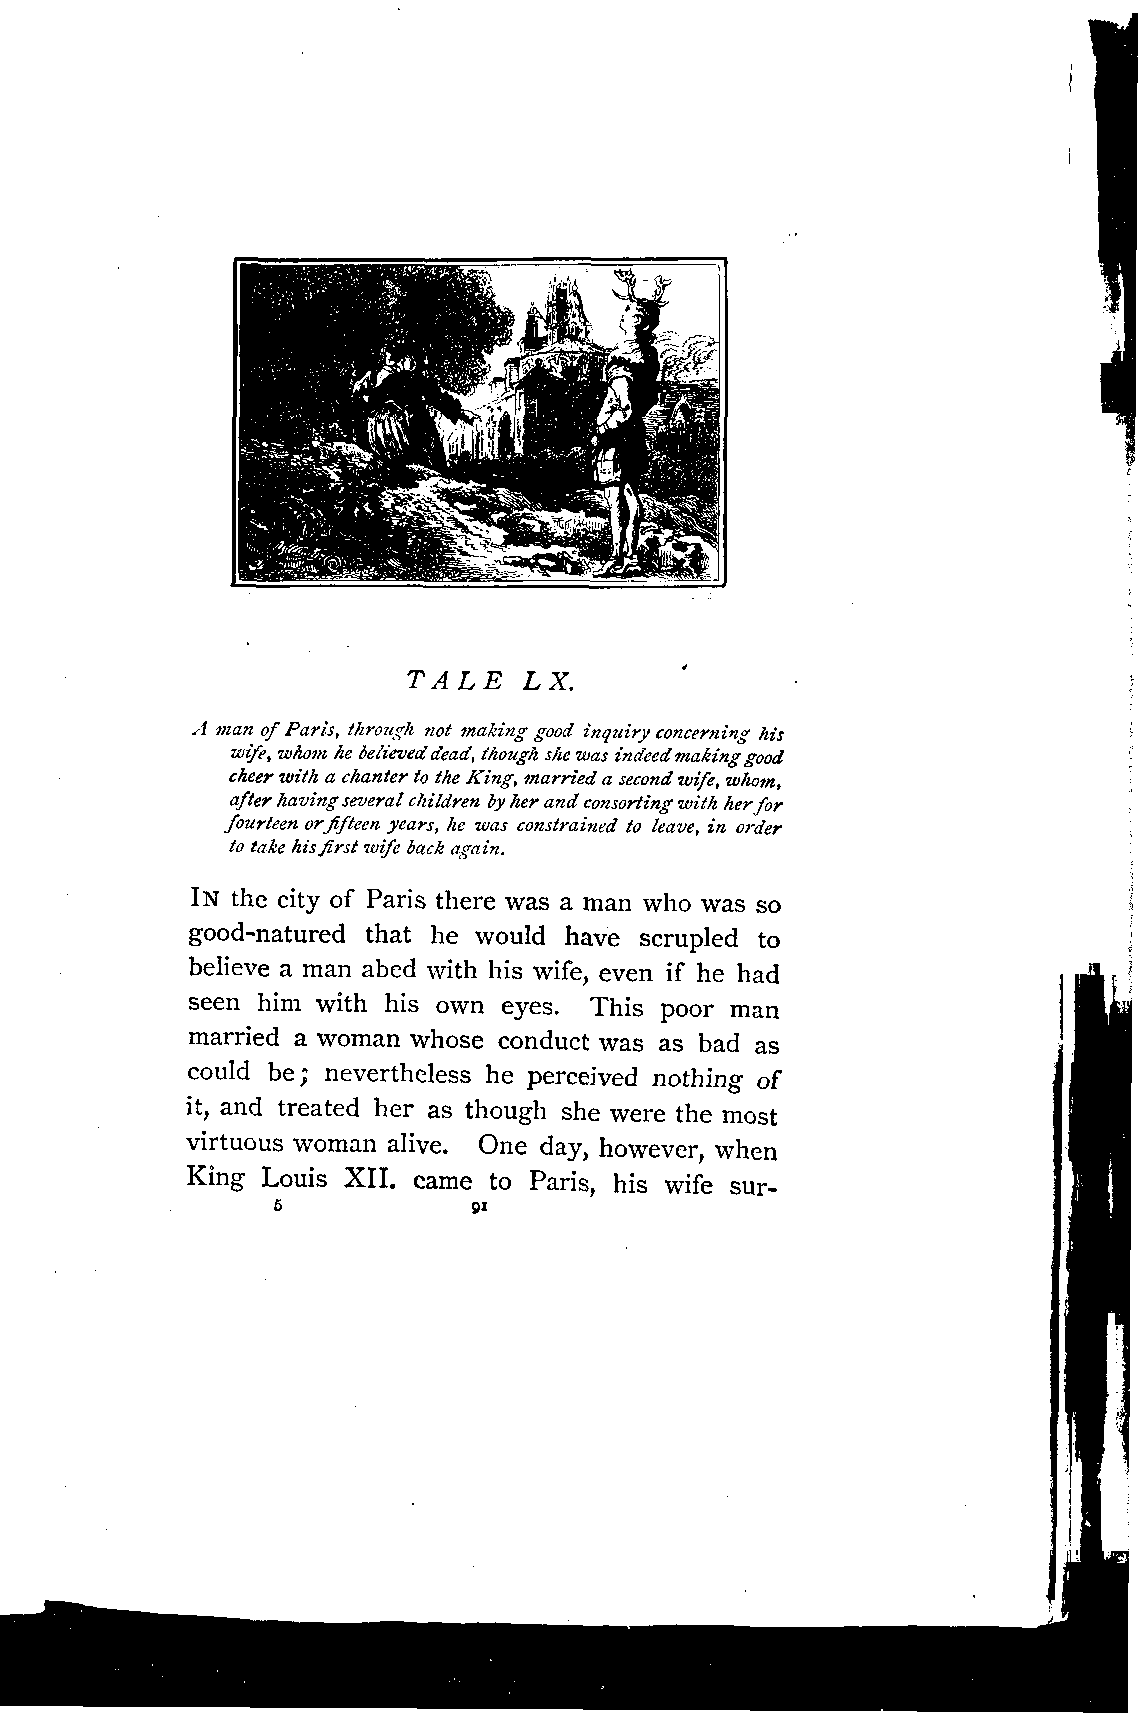 TALE LX.
A man of Paris, through not making good inquiry concerning his
wife, whom he believed dead, though she was indeed making good
cheer with a chanter to the King, married a second wife, whom,
after having several children by her and consorting with her for
fourteen or fifteen years, he was constrained to leave, in order
to take his first wife back again.
IN the city of Paris there was a man who was so
good-natured that he would have scrupled to
believe a man abed with his wife, even if he had
seen him with his own eyes. This poor man
married a woman whose conduct was as bad as
could be; nevertheless he perceived nothing of
it, and treated her as though she were the most
virtuous woman alive. One day, however, when
King Louis XII. came to Paris, his wife sur-
5 91